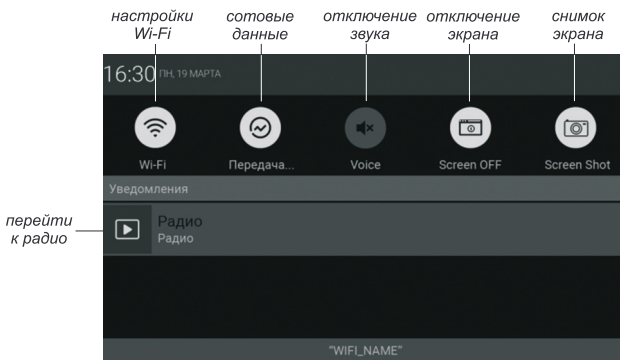 настройки
Wi-Fi
сотовые
данные
отключение
звука
отключение
экрана
снимок
экрана
16:30 ПН, 19 МАРТА
Wi-Fi
Передача...
Voice
Screen OFF
Screen Shot
Уведомления
перейти
к радио
Радио
Радио
"WIFI_NAME"